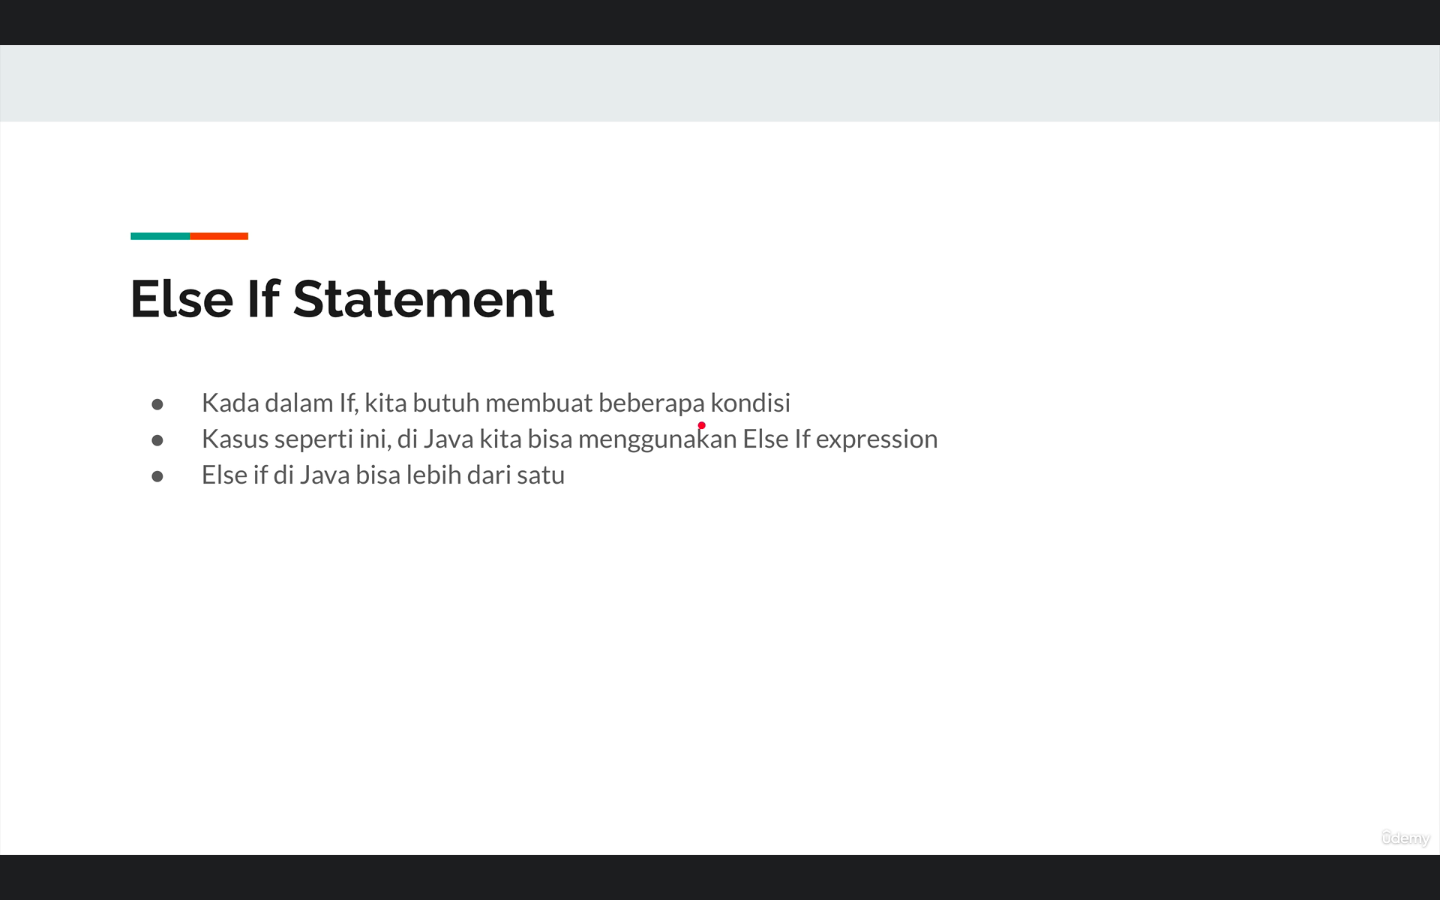 Else If Statement
● Kada dalam If, kita butuh membuat beberapa kondisi
● Kasus seperti ini, di Java kita bisa menggunakan Else If expression
● Else if di Java bisa lebih dari satu
ûdemy